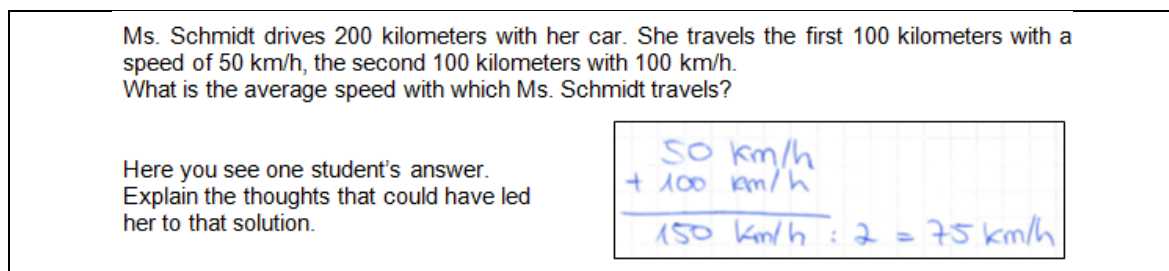 Ms. Schmidt drives 200 kilometers with her car. She travels the first 100 kilometers with a
speed of 50 km/h, the second 100 kilometers with 100 km/h.
What is the average speed with which Ms. Schmidt travels?
Here you see one student's answer.
Explain the thoughts that could have led
her to that solution.
50 km/h
+ 100 km/h
150 km/h : 2 = 75 km/h